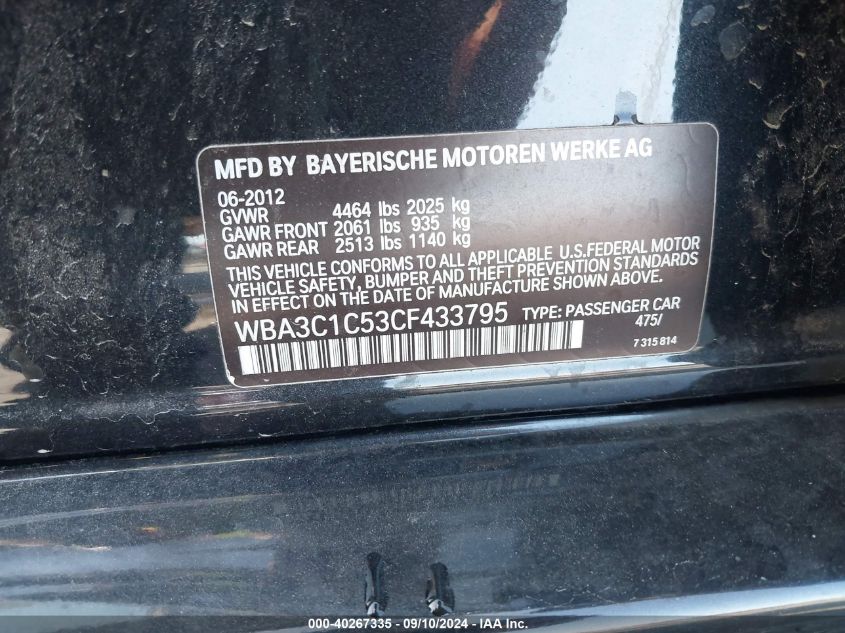 MFD BY BAYERISCHE MOTOREN WERKE AG
06-2012
GVWR 4464 lbs 2025 kg
GAWR FRONT 2061 lbs 935 kg
GAWR REAR 2513 lbs 1140 kg
THIS VEHICLE CONFORMS TO ALL APPLICABLE U.S.FEDERAL MOTOR
VEHICLE SAFETY, BUMPER AND THEFT PREVENTION STANDARDS
IN EFFECT ON THE DATE OF MANUFACTURE SHOWN ABOVE.
WBA3C1C53CF433795 TYPE: PASSENGER CAR
475/
7 315 814
000-40267335 - 09/10/2024 - IAA Inc.